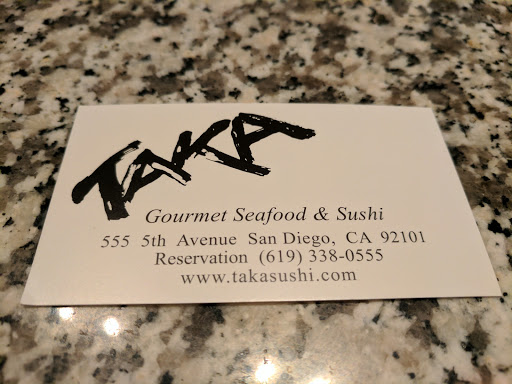 TAKA
Gourmet Seafood & Sushi
555 5th Avenue San Diego, CA 92101
Reservation (619) 338-0555
www.takasushi.com